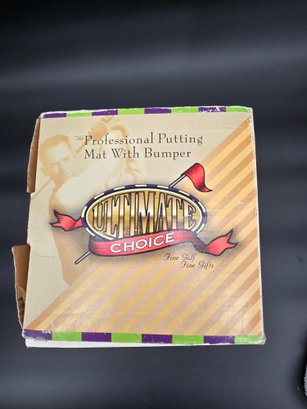 The Professional Putting
Mat With Bumper
ULTIMATE
CHOICE
Fine Golf
Fine Gifts